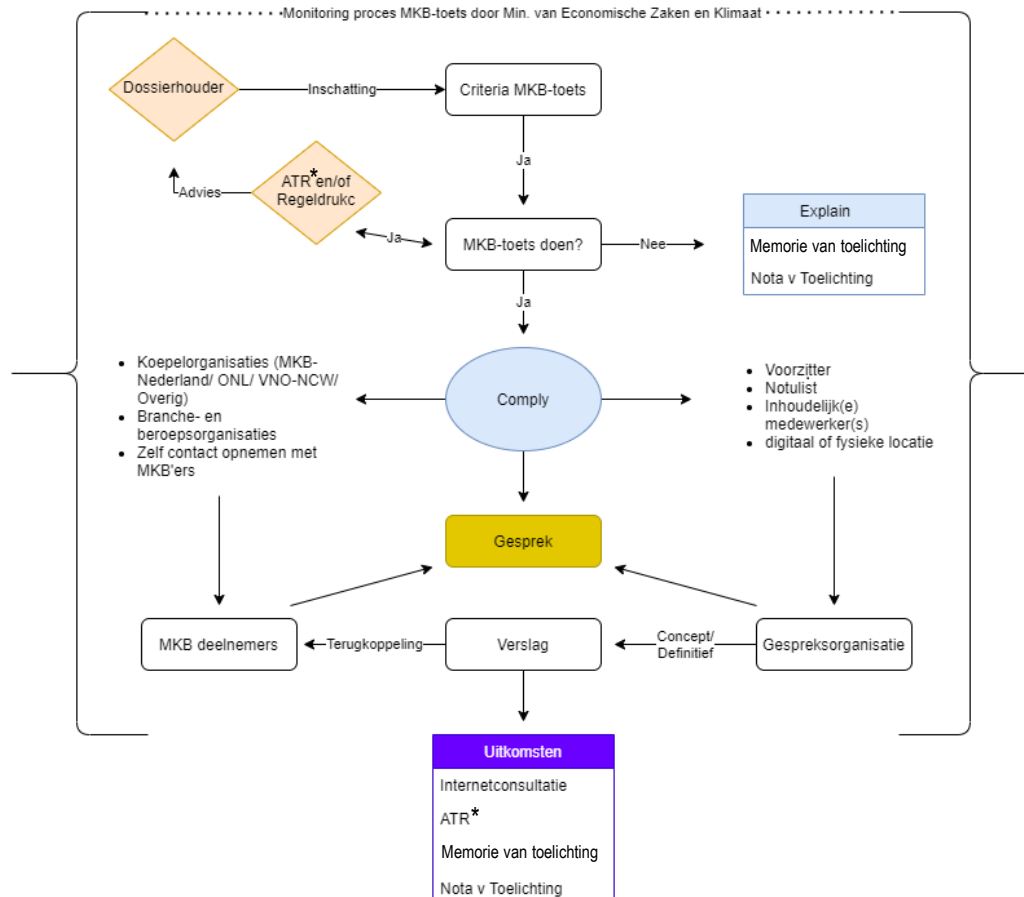 Monitoring proces MKB-toets door Min. van Economische Zaken en Klimaat
Dossierhouder
Inschatting
Criteria MKB-toets
Ja
ATR*en/of
Regeldrukc
Advies
Ja
MKB-toets doen?
Nee
Explain
Memorie van toelichting
Nota v Toelichting
Ja
• Koepelorganisaties (MKB-
Nederland/ ONL/ VNO-NCW/
Overig)
• Branche- en
beroepsorganisaties
• Zelf contact opnemen met
MKB'ers
Comply
• Voorzitter
• Notulist
• Inhoudelijk(e)
medewerker(s)
• digitaal of fysieke locatie
Gesprek
MKB deelnemers
Terugkoppeling
Verslag
Concept/
Definitief
Gespreksorganisatie
Uitkomsten
Internetconsultatie
ATR*
Memorie van toelichting
Nota v Toelichting